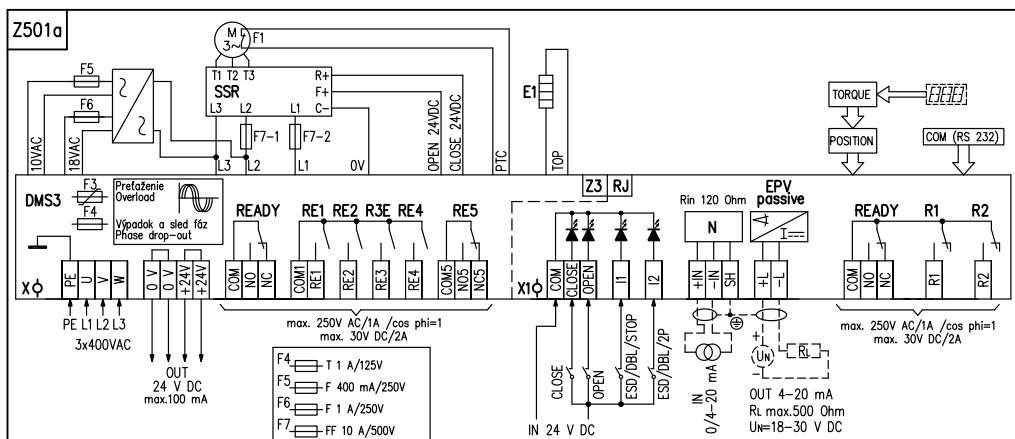 Z501a
M
3~
F1
T1 T2 T3
SSR
R+
F+
C−
L3 L2 L1
F5
F6
F7-1
F7-2
10VAC
18VAC
L3 L2 L1
0V
OPEN 24VDC
CLOSE 24VDC
PTC
E1
TOP
TORQUE
POSITION
COM (RS 232)
DMS3
F3
F4
Preťaženie
Overload
Výpadok a sled fáz
Phase drop-out
READY
RE1 RE2 R3E RE4
RE5
Z3 RJ
Rin 120 Ohm
N
EPV
passive
I
READY
R1
R2
X
PE U V W
0 V 0 V +24V +24V
COM NO NC
COM1 RE1 RE2 RE3 RE4
COM5 NO5 NC5
X1
COM CLOSE OPEN I1 I2
+IN −IN SH
+L −L
COM NO NC R1 R2
PE L1 L2 L3
3x400VAC
OUT
24 V DC
max.100 mA
max. 250V AC/1A /cos phi=1
max. 30V DC/2A
F4 T 1 A/125V
F5 F 400 mA/250V
F6 F 1 A/250V
F7 FF 10 A/500V
CLOSE
OPEN
ESD/DBL/STOP
ESD/DBL/2P
IN 24 V DC
IN
0/4-20 mA
+
UN
−
RL
OUT 4-20 mA
RL max.500 Ohm
UN=18-30 V DC
max. 250V AC/1A /cos phi=1
max. 30V DC/2A